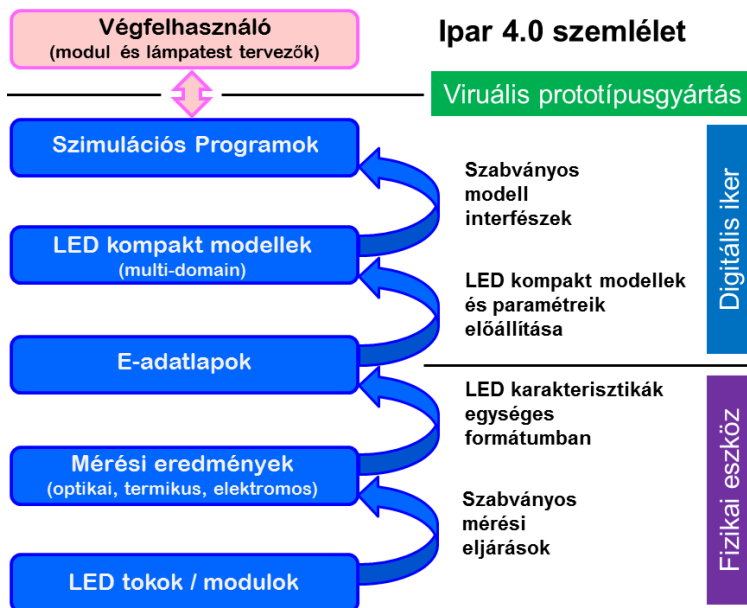 Végfelhasználó
(modul és lámpatest tervezők)
Ipar 4.0 szemlélet
Viruális prototípusgyártás
Szimulációs Programok
Szabványos
modell
interfészek
Digitális iker
LED kompakt modellek
(multi-domain)
LED kompakt modellek
és paramétreik
előállítása
E-adatlapok
LED karakterisztikák
egységes
formátumban
Mérési eredmények
(optikai, termikus, elektromos)
Szabványos
mérési
eljárások
Fizikai eszköz
LED tokok / modulok